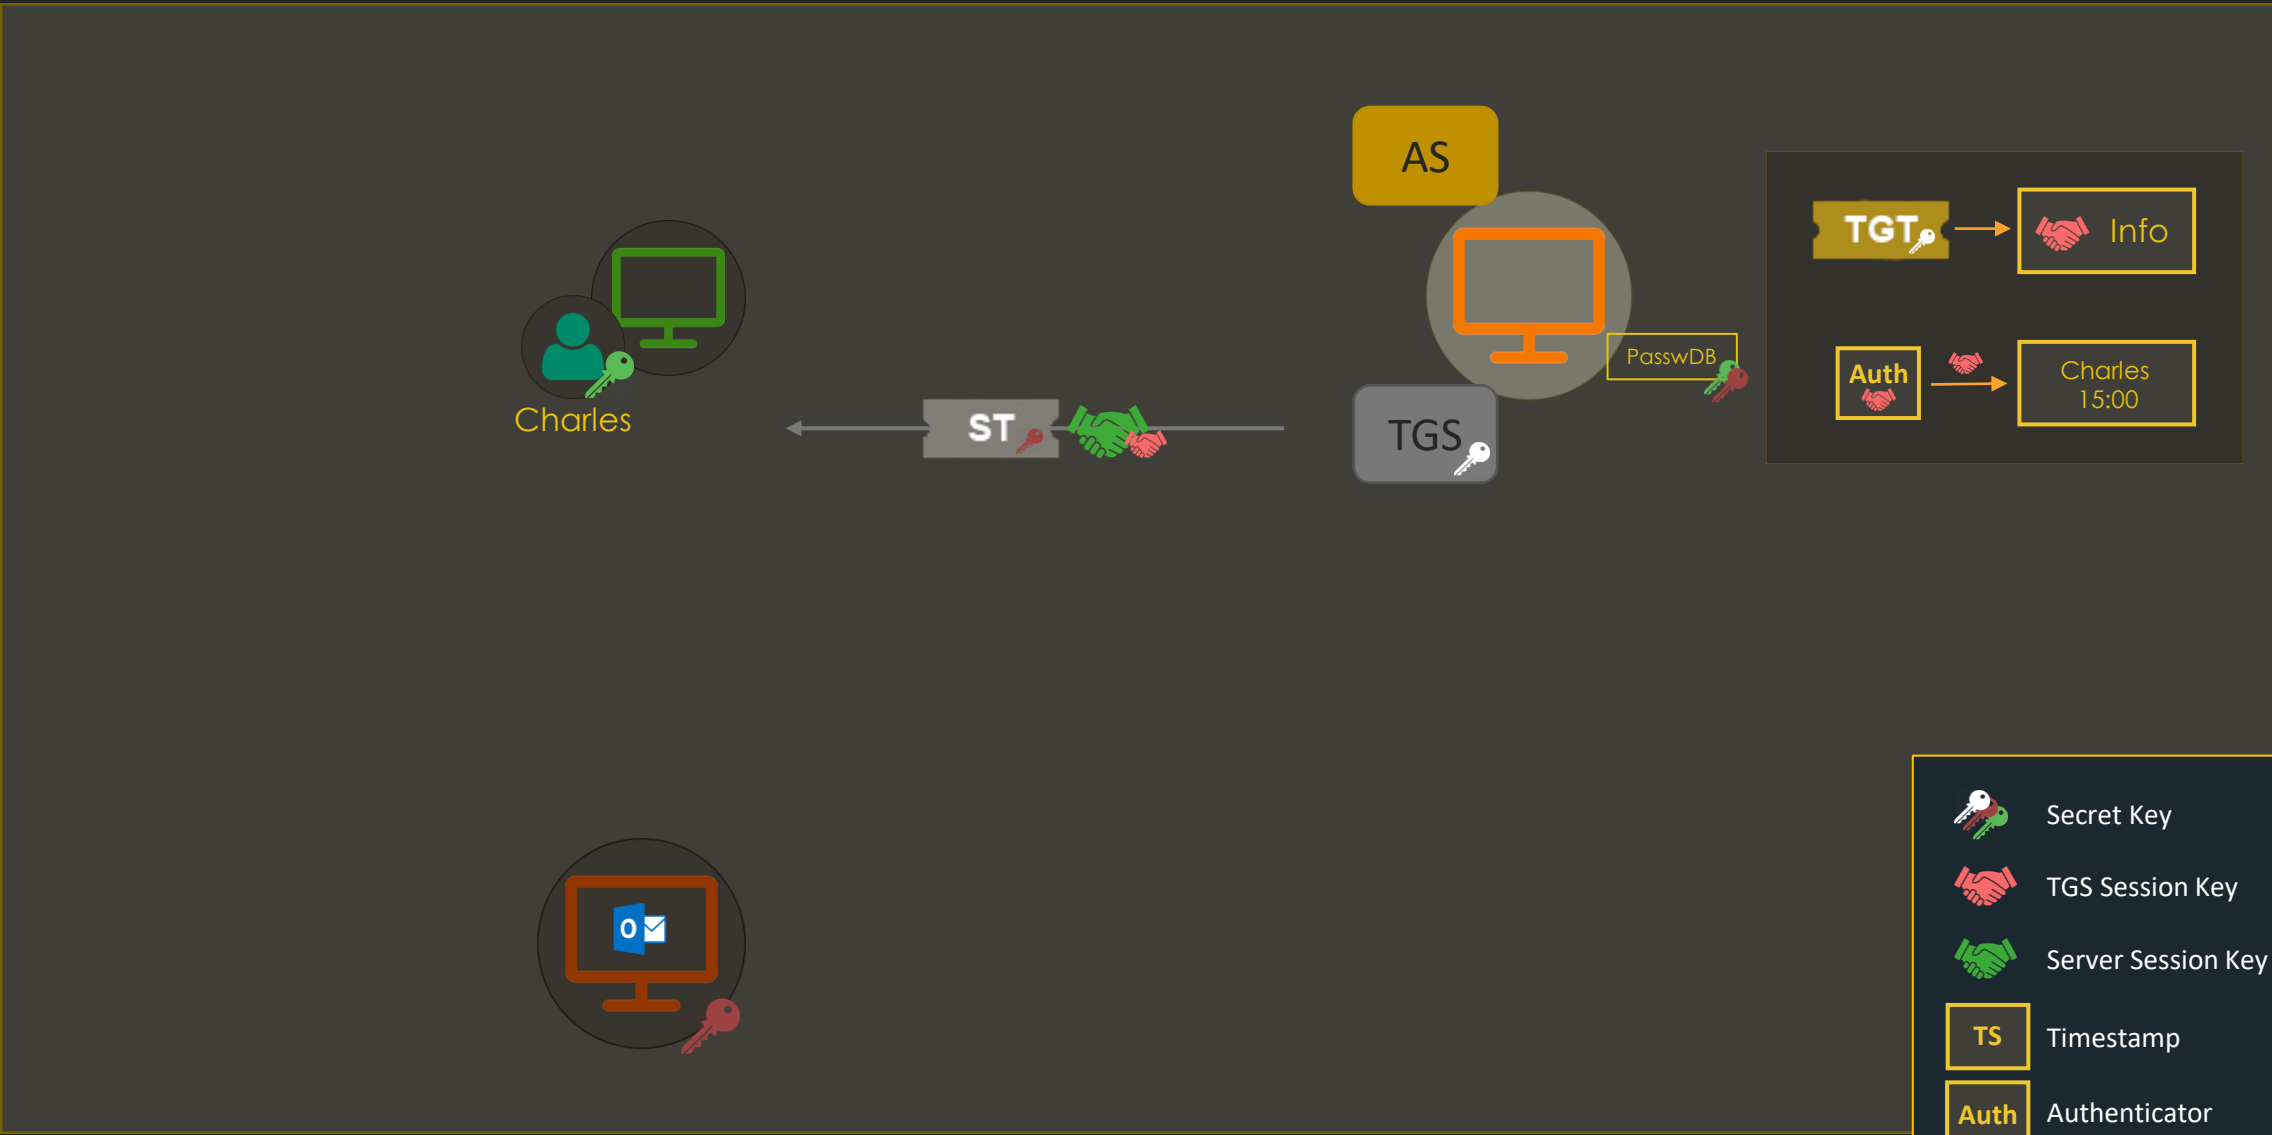 AS
TGT
Info
PasswDB
Auth
Charles
15:00
Charles
ST
TGS
O
Secret Key
TGS Session Key
Server Session Key
TS
Timestamp
Auth
Authenticator